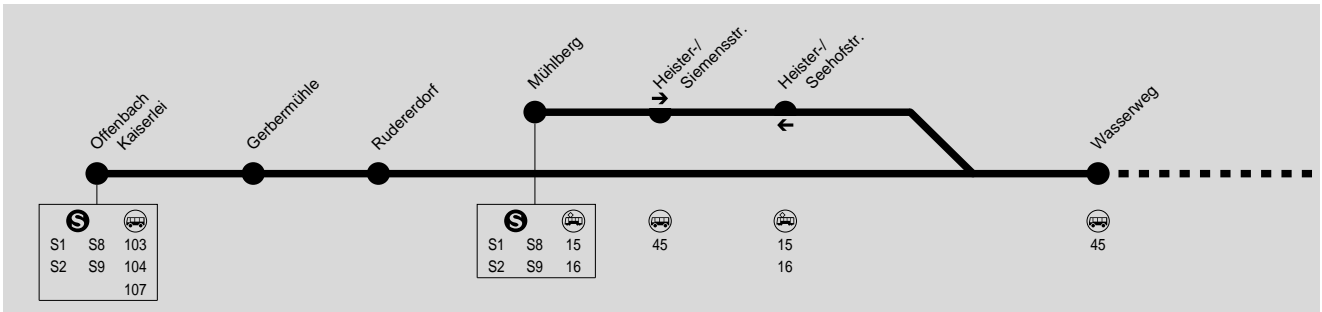 Offenbach
Kaiserlei
Gerbermühle
Rudererdorf
Mühlberg
Heister-/
Siemensstr.
Heister-/
Seehofstr.
Wasserweg
S
S1 S8 103
S2 S9 104
107
S
S1 S8 15
S2 S9 16
45
15
16
45